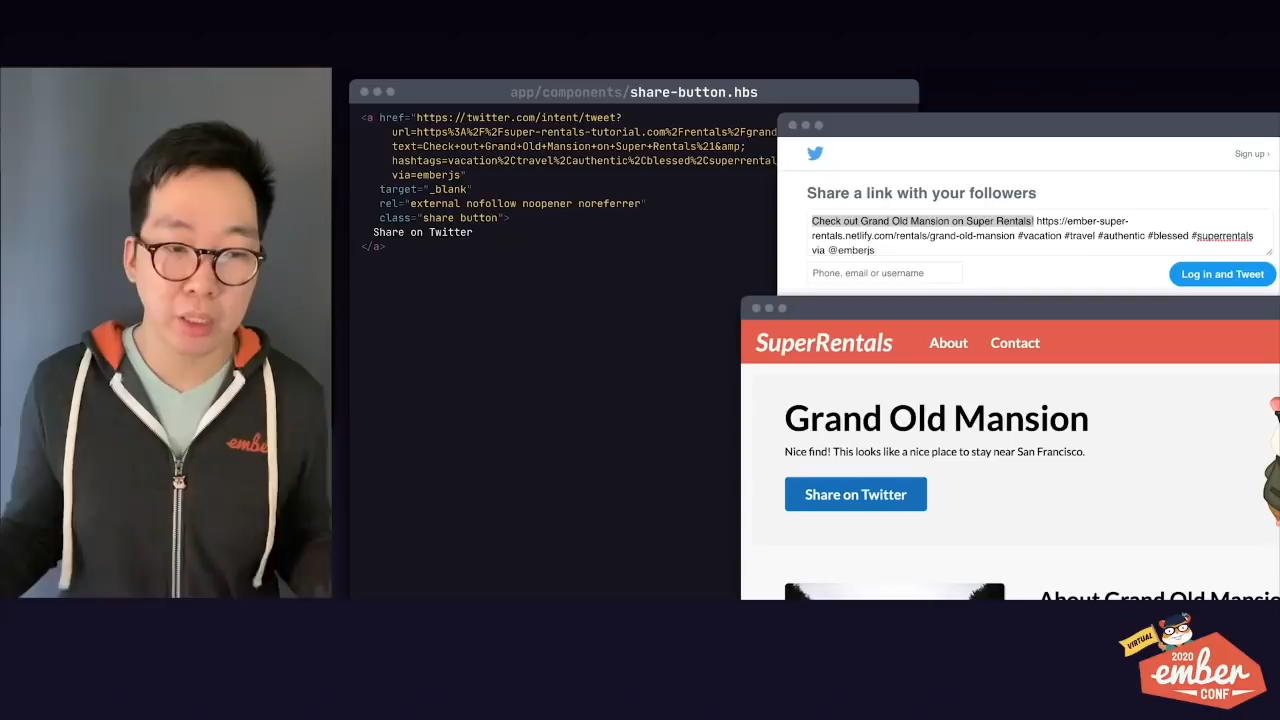 ember
app/components/share-button.hbs
<a href="https://twitter.com/intent/tweet?
url=https%3A%2F%2Fsuper-rentals-tutorial.com%2Frentals%2Fgrand
text=Check+out+Grand+Old+Mansion+on+Super+Rentals%21&amp;
hashtags=vacation%2Ctravel%2Cauthentic%2Cblessed%2Csuperrental
via=emberjs"
target="_blank"
rel="external nofollow noopener noreferrer"
class="share button">
Share on Twitter
</a>
Sign up ›
Share a link with your followers
Check out Grand Old Mansion on Super Rentals! https://ember-super-
rentals.netlify.com/rentals/grand-old-mansion #vacation #travel #authentic #blessed #superrentals
via @emberjs
Phone, email or username
Log in and Tweet
SuperRentals About Contact
Grand Old Mansion
Nice find! This looks like a nice place to stay near San Francisco.
Share on Twitter
About Grand Old Mansio
VIRTUAL
2020
ember
CONF